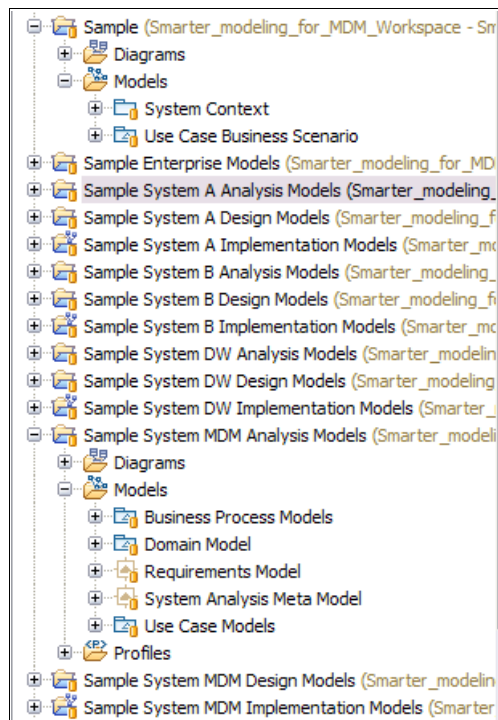 Sample (Smarter_modeling_for_MDM_Workspace - Sm
Diagrams
Models
System Context
Use Case Business Scenario
Sample Enterprise Models (Smarter_modeling_for_MD
Sample System A Analysis Models (Smarter_modeling_
Sample System A Design Models (Smarter_modeling_f
Sample System A Implementation Models (Smarter_mo
Sample System B Analysis Models (Smarter_modeling_
Sample System B Design Models (Smarter_modeling_fo
Sample System B Implementation Models (Smarter_mo
Sample System DW Analysis Models (Smarter_modelin
Sample System DW Design Models (Smarter_modeling
Sample System DW Implementation Models (Smarter_
Sample System MDM Analysis Models (Smarter_modeli
Diagrams
Models
Business Process Models
Domain Model
Requirements Model
System Analysis Meta Model
Use Case Models
Profiles
Sample System MDM Design Models (Smarter_modelin
Sample System MDM Implementation Models (Smarter